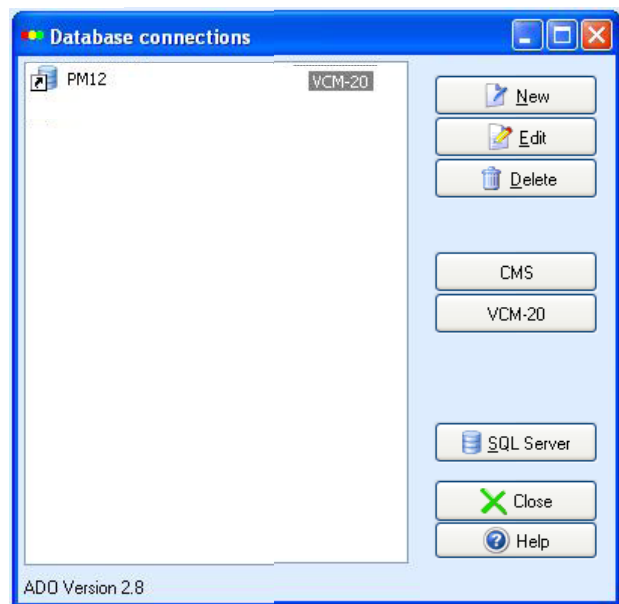 Database connections
PM12 VCM-20
New
Edit
Delete
CMS
VCM-20
SQL Server
Close
Help
ADO Version 2.8